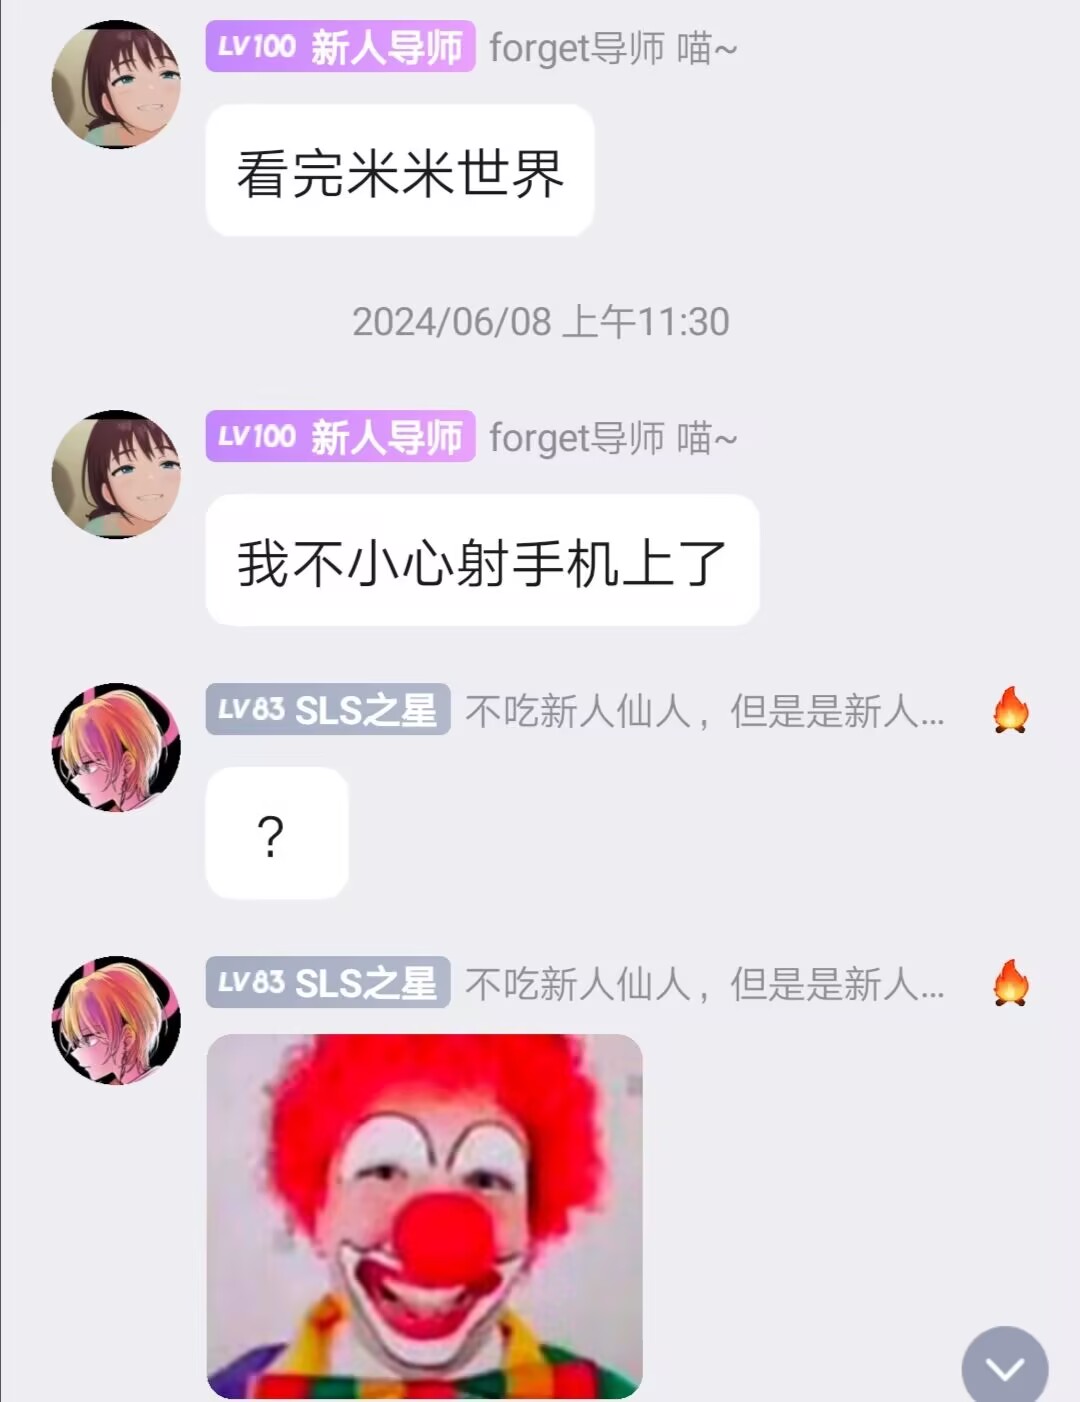 LV100 新人导师 forget导师 喵~
看完米米世界
2024/06/08 上午11:30
LV100 新人导师 forget导师 喵~
我不小心射手机上了
LV83 SLS之星 不吃新人仙人，但是是新人...
？
LV83 SLS之星 不吃新人仙人，但是是新人...